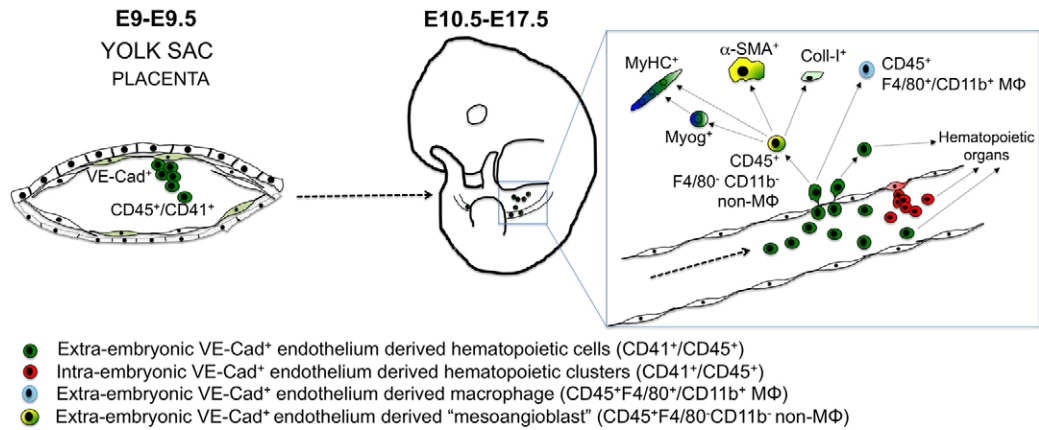 E9-E9.5
YOLK SAC
PLACENTA
VE-Cad⁺
CD45⁺/CD41⁺
E10.5-E17.5
MyHC⁺
α-SMA⁺
Coll-I⁺
CD45⁺
F4/80⁺/CD11b⁺ MΦ
Myog⁺
CD45⁺
F4/80⁻ CD11b⁻
non-MΦ
Hematopoietic
organs
Extra-embryonic VE-Cad⁺ endothelium derived hematopoietic cells (CD41⁺/CD45⁺)
Intra-embryonic VE-Cad⁺ endothelium derived hematopoietic clusters (CD41⁺/CD45⁺)
Extra-embryonic VE-Cad⁺ endothelium derived macrophage (CD45⁺F4/80⁺/CD11b⁺ MΦ)
Extra-embryonic VE-Cad⁺ endothelium derived “mesoangioblast” (CD45⁺F4/80⁻CD11b⁻ non-MΦ)